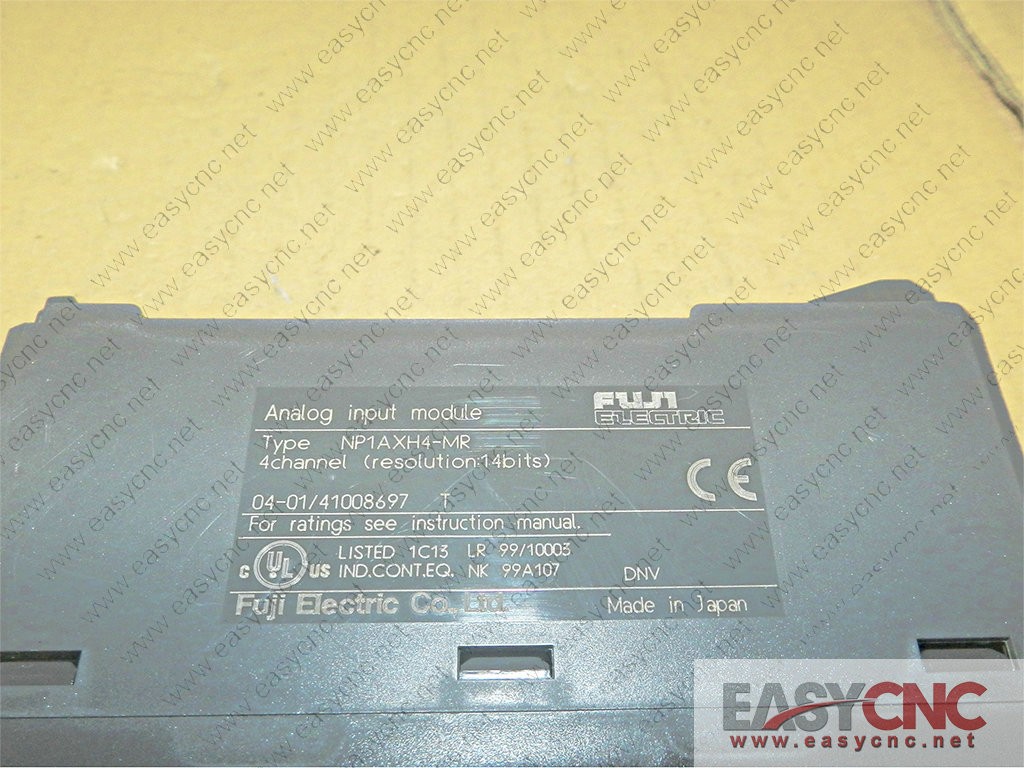 Analog input module
FUJI
ELECTRIC
Type NP1AXH4-MR
4channel (resolution:14bits)
CE
04-01/41008697 T
For ratings see instruction manual.
C UL US LISTED 1C13 LR 99/10003
IND.CONT.EQ. NK 99A107 DNV
Fuji Electric Co.,Ltd.
Made in Japan
EASYCNC
www.easycnc.net